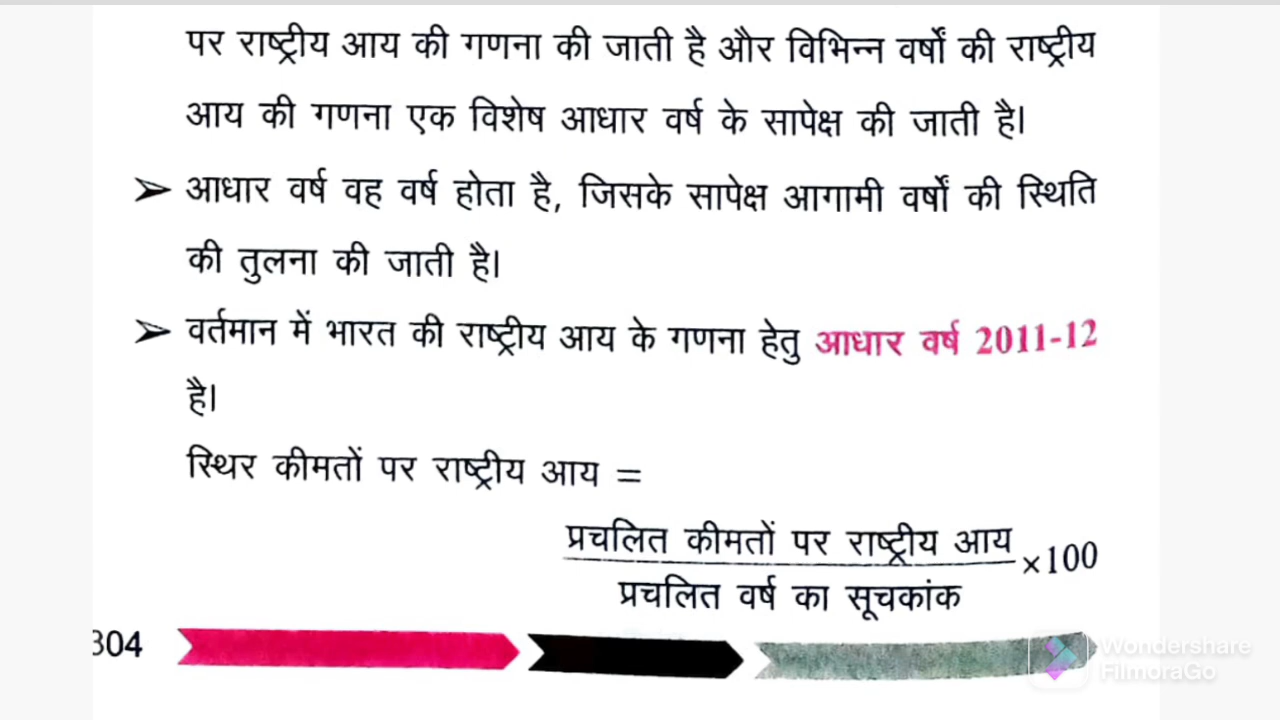 पर राष्ट्रीय आय की गणना की जाती है और विभिन्न वर्षों की राष्ट्रीय
आय की गणना एक विशेष आधार वर्ष के सापेक्ष की जाती है।
➢ आधार वर्ष वह वर्ष होता है, जिसके सापेक्ष आगामी वर्षों की स्थिति
की तुलना की जाती है।
➢ वर्तमान में भारत की राष्ट्रीय आय के गणना हेतु आधार वर्ष 2011-12
है।
स्थिर कीमतों पर राष्ट्रीय आय =
प्रचलित कीमतों पर राष्ट्रीय आय
×100
प्रचलित वर्ष का सूचकांक
304
Wondershare
FilmoraGo